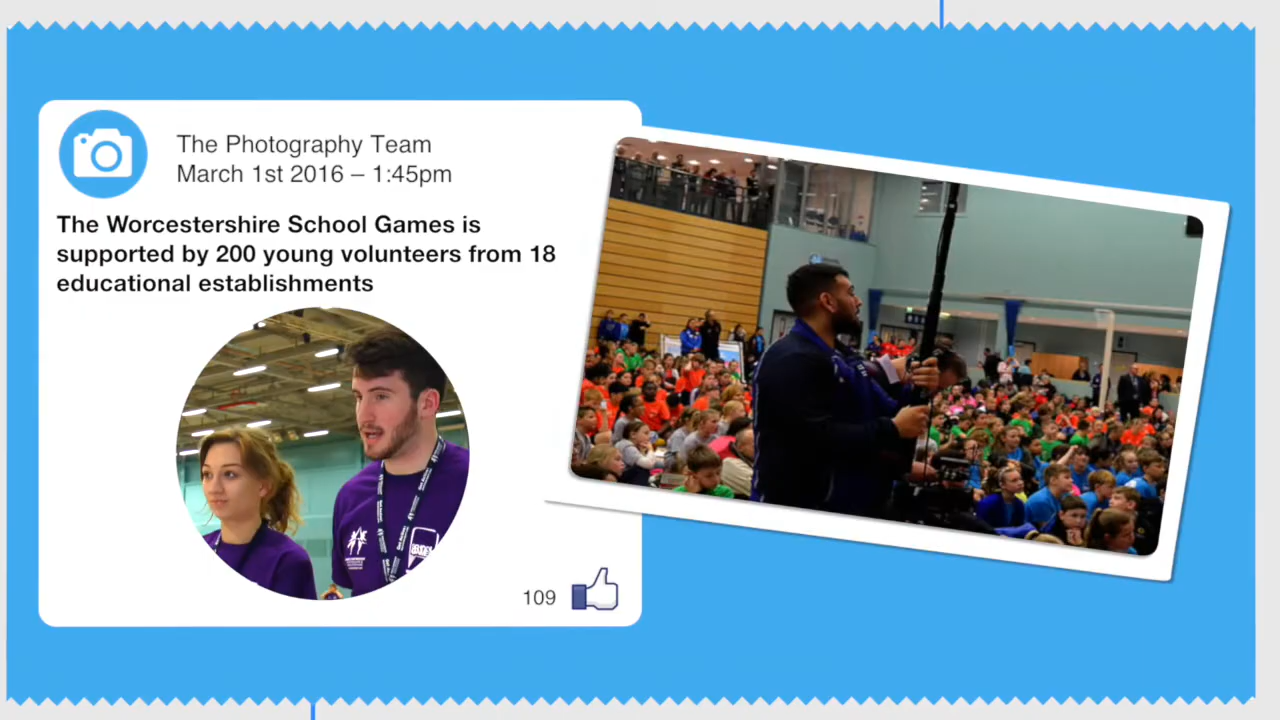 The Photography Team
March 1st 2016 – 1:45pm
The Worcestershire School Games is
supported by 200 young volunteers from 18
educational establishments
109